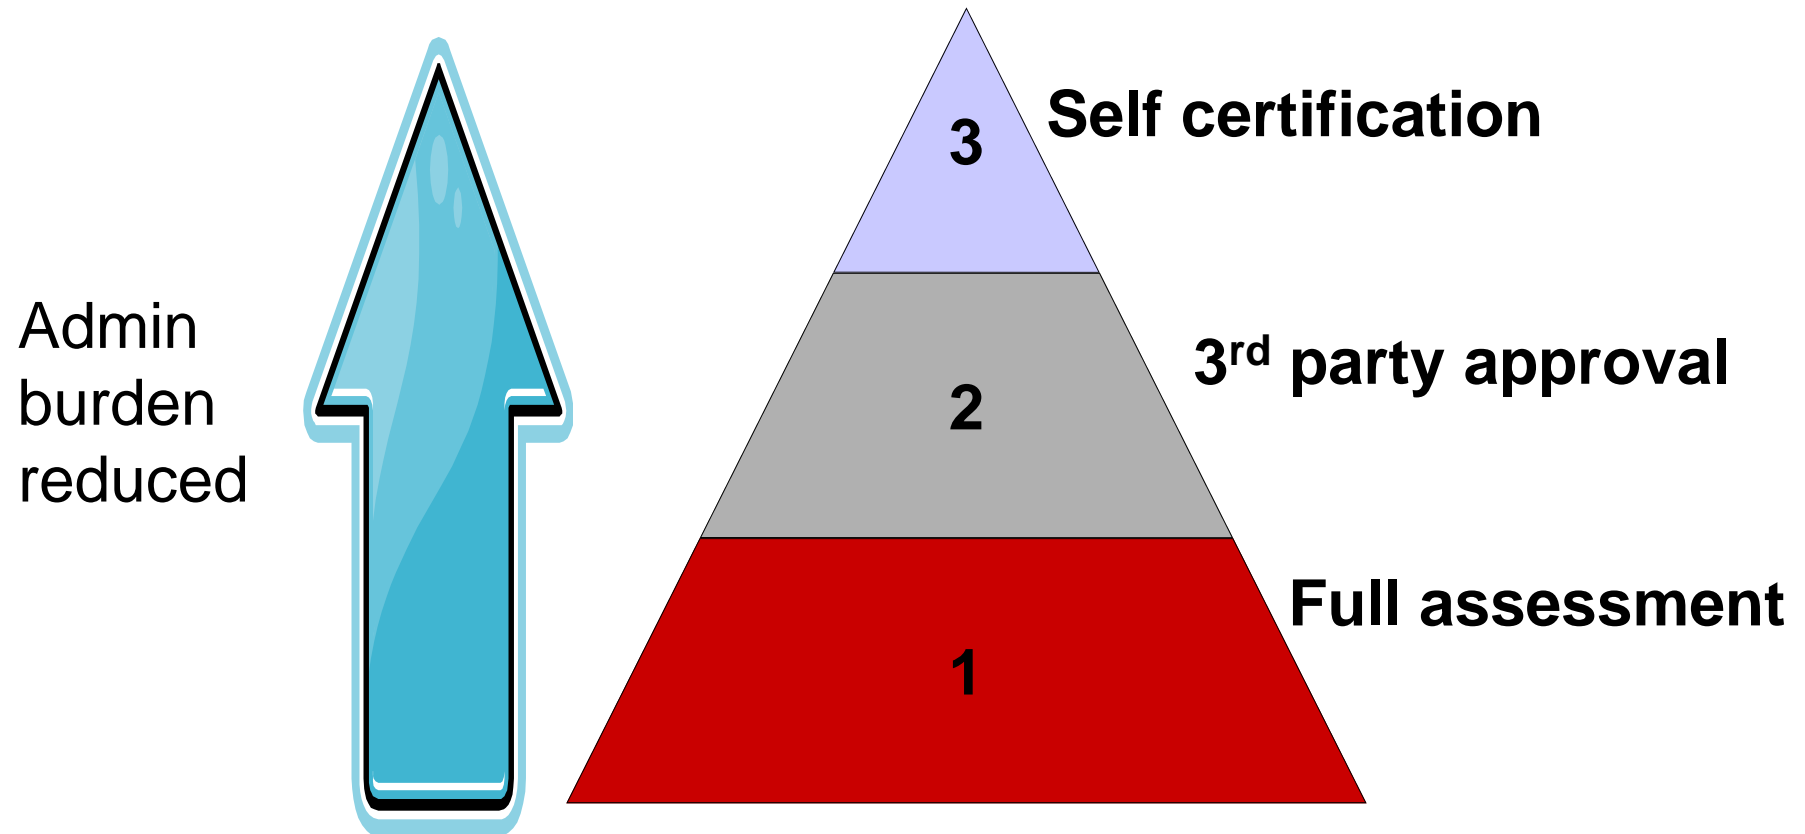 Self certification
3
Admin
burden
reduced
3rd party approval
2
Full assessment
1